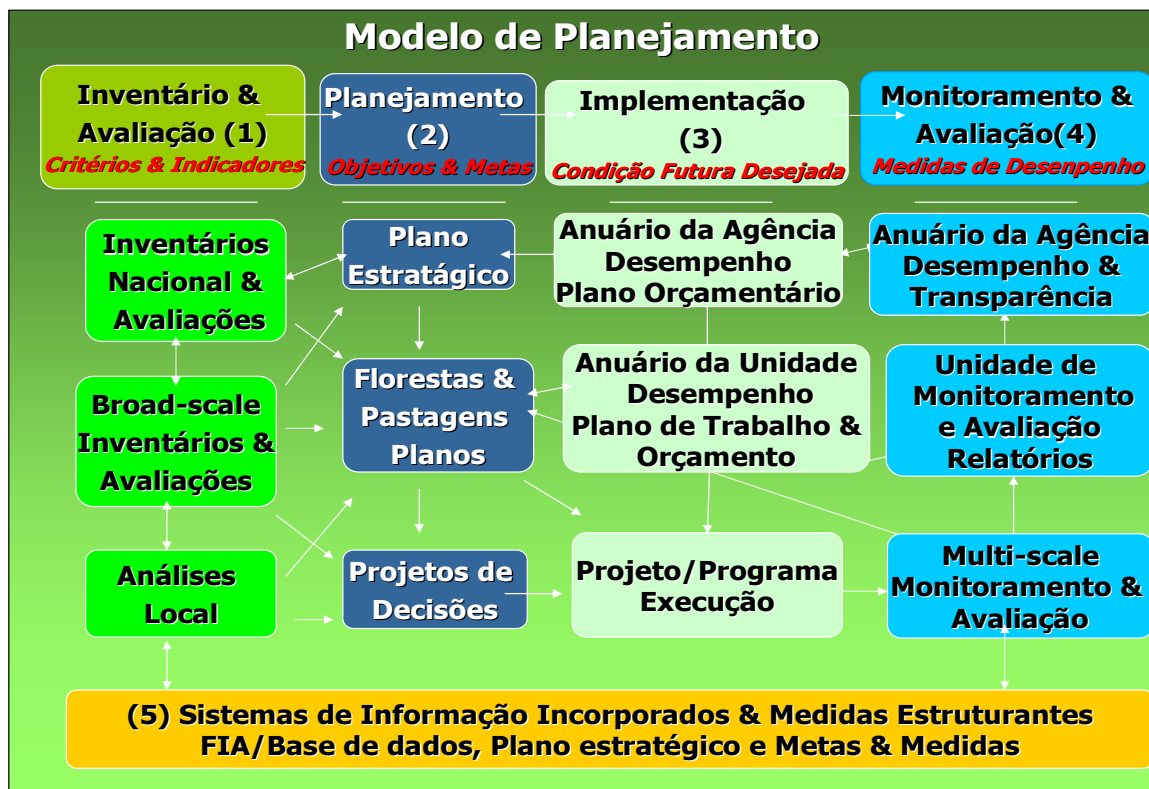 Modelo de Planejamento
Inventário &
Avaliação (1)
Critérios & Indicadores
Planejamento
(2)
Objetivos & Metas
Implementação
(3)
Condição Futura Desejada
Monitoramento &
Avaliação(4)
Medidas de Desenpenho
Inventários
Nacional &
Avaliações
Plano
Estratágico
Anuário da Agência
Desempenho
Plano Orçamentário
Anuário da Agência
Desempenho &
Transparência
Broad-scale
Inventários &
Avaliações
Florestas &
Pastagens
Planos
Anuário da Unidade
Desempenho
Plano de Trabalho &
Orçamento
Unidade de
Monitoramento
e Avaliação
Relatórios
Análises
Local
Projetos de
Decisões
Projeto/Programa
Execução
Multi-scale
Monitoramento &
Avaliação
(5) Sistemas de Informação Incorporados & Medidas Estruturantes
FIA/Base de dados, Plano estratégico e Metas & Medidas